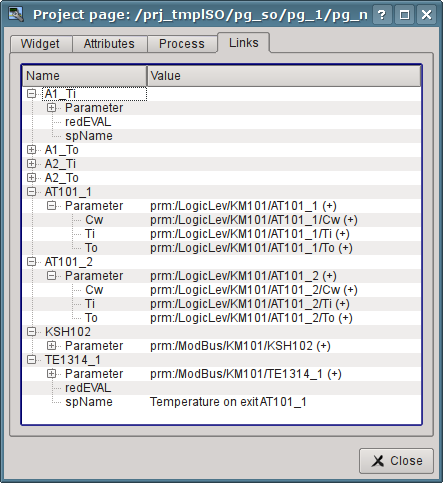 Project page: /prj_tmplSO/pg_so/pg_1/pg_n
Widget Attributes Process Links
Name Value
A1_Ti
Parameter
redEVAL
spName
A1_To
A2_Ti
A2_To
AT101_1
Parameter prm:/LogicLev/KM101/AT101_1 (+)
Cw prm:/LogicLev/KM101/AT101_1/Cw (+)
Ti prm:/LogicLev/KM101/AT101_1/Ti (+)
To prm:/LogicLev/KM101/AT101_1/To (+)
AT101_2
Parameter prm:/LogicLev/KM101/AT101_2 (+)
Cw prm:/LogicLev/KM101/AT101_2/Cw (+)
Ti prm:/LogicLev/KM101/AT101_2/Ti (+)
To prm:/LogicLev/KM101/AT101_2/To (+)
KSH102
Parameter prm:/ModBus/KM101/KSH102 (+)
TE1314_1
Parameter prm:/ModBus/KM101/TE1314_1 (+)
redEVAL
spName Temperature on exitAT101_1
Close